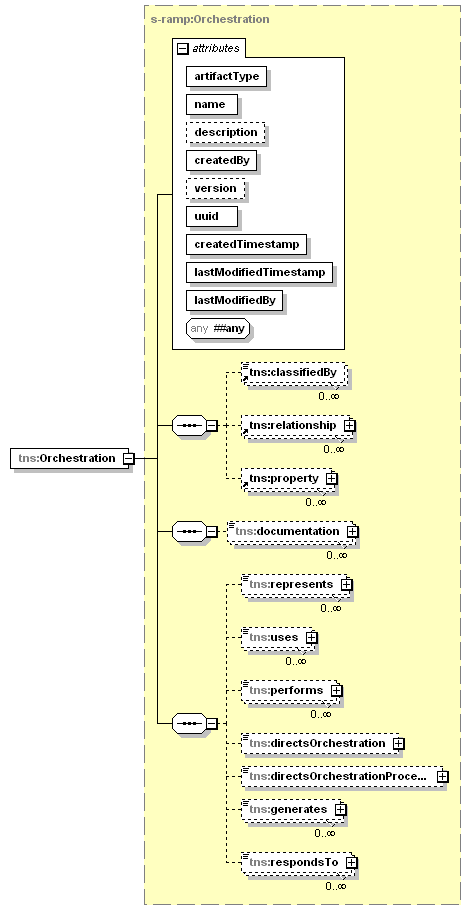 s-ramp:Orchestration
attributes
artifactType
name
description
createdBy
version
uuid
createdTimestamp
lastModifiedTimestamp
lastModifiedBy
any ##any
tns:classifiedBy
0..∞
tns:relationship
0..∞
tns:Orchestration
tns:property
0..∞
tns:documentation
0..∞
tns:represents
0..∞
tns:uses
0..∞
tns:performs
0..∞
tns:directsOrchestration
tns:directsOrchestrationProce...
tns:generates
0..∞
tns:respondsTo
0..∞